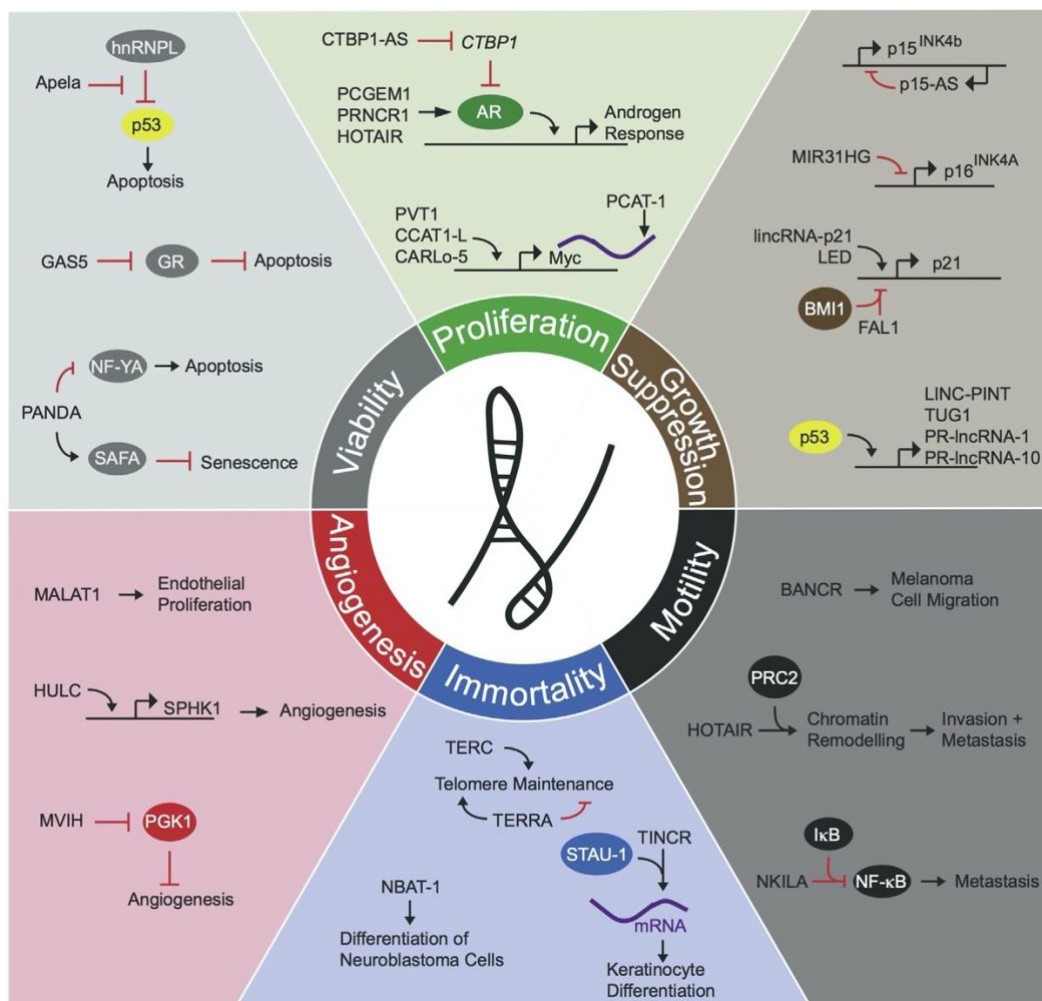 hnRNPL
Apela
p53
Apoptosis
GAS5
GR
Apoptosis
NF-YA
Apoptosis
PANDA
SAFA
Senescence
CTBP1-AS
CTBP1
PCGEM1
PRNCR1
HOTAIR
AR
Androgen
Response
PVT1
CCAT1-L
CARLo-5
Myc
PCAT-1
p15INK4b
p15-AS
MIR31HG
p16INK4A
lincRNA-p21
LED
p21
BMI1
FAL1
p53
LINC-PINT
TUG1
PR-lncRNA-1
PR-lncRNA-10
Viability
Proliferation
Growth
Suppression
Angiogenesis
Immortality
Motility
MALAT1
Endothelial
Proliferation
HULC
SPHK1
Angiogenesis
MVIH
PGK1
Angiogenesis
TERC
Telomere Maintenance
TERRA
STAU-1
TINCR
mRNA
Keratinocyte
Differentiation
NBAT-1
Differentiation of
Neuroblastoma Cells
BANCR
Melanoma
Cell Migration
PRC2
HOTAIR
Chromatin
Remodelling
Invasion +
Metastasis
IκB
NKILA
NF-κB
Metastasis